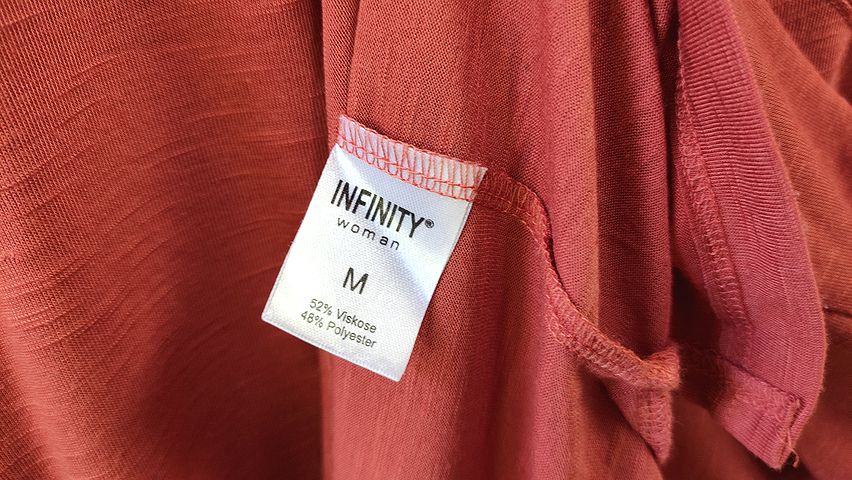 INFINITY®
woman
M
52% Viskose
48% Polyester